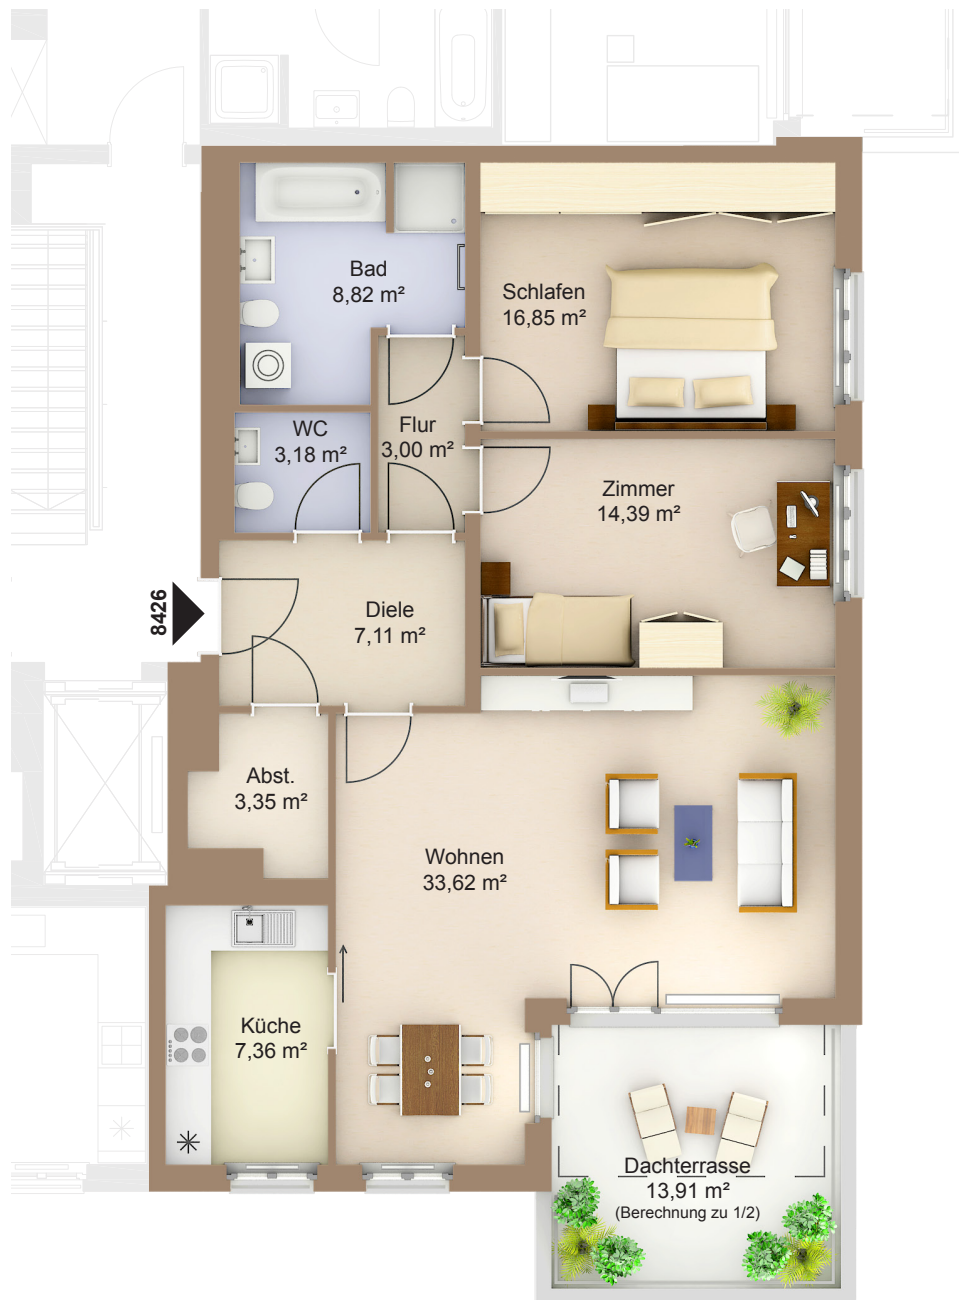 Bad
8,82 m²
Schlafen
16,85 m²
WC
3,18 m²
Flur
3,00 m²
Zimmer
14,39 m²
8426
Diele
7,11 m²
Abst.
3,35 m²
Wohnen
33,62 m²
Küche
7,36 m²
Dachterrasse
13,91 m²
(Berechnung zu 1/2)